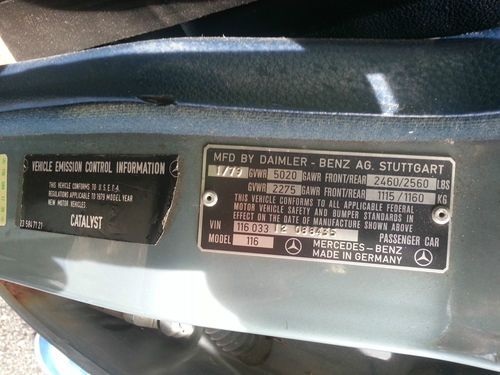 VEHICLE EMISSION CONTROL INFORMATION
THIS VEHICLE CONFORMS TO U.S.E.P.A.
REGULATIONS APPLICABLE TO 1979 MODEL YEAR
NEW MOTOR VEHICLES
CATALYST
MFD BY DAIMLER - BENZ AG. STUTTGART
1/79 GVWR 5020 GAWR FRONT/REAR 2460/2560 LBS
GVWR 2275 GAWR FRONT/REAR 1115/1160 KG
THIS VEHICLE CONFORMS TO ALL APPLICABLE FEDERAL
MOTOR VEHICLE SAFETY AND BUMPER STANDARDS IN
EFFECT ON THE DATE OF MANUFACTURE SHOWN ABOVE
VIN 116 033 12 088435 PASSENGER CAR
MODEL 116 MERCEDES-BENZ
MADE IN GERMANY